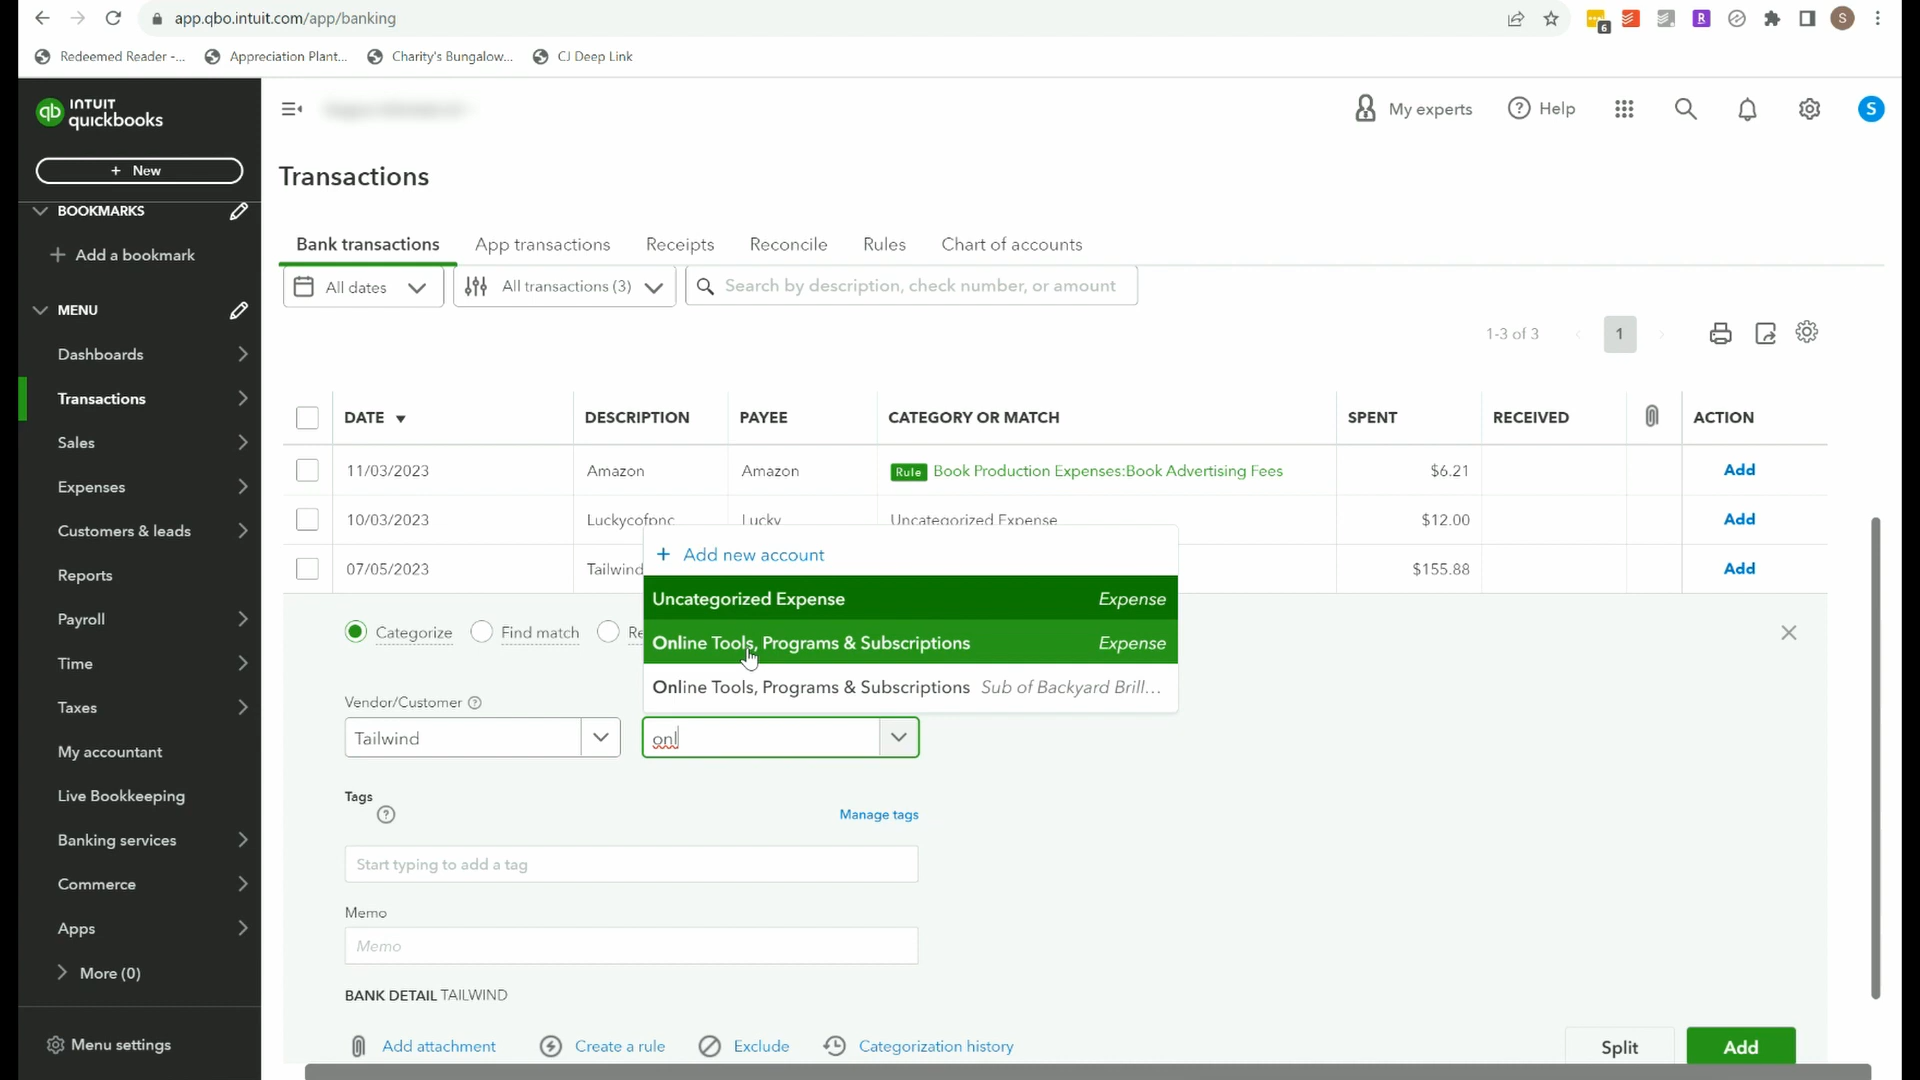 app.qbo.intuit.com/app/banking
6
S
Redeemed Reader -...
Appreciation Plant...
Charity's Bungalow...
CJ Deep Link
qb INTUIT quickbooks
My experts
? Help
S
+ New
BOOKMARKS
+ Add a bookmark
MENU
Dashboards
Transactions
Sales
Expenses
Customers & leads
Reports
Payroll
Time
Taxes
My accountant
Live Bookkeeping
Banking services
Commerce
Apps
More (0)
Menu settings
Transactions
Bank transactions App transactions Receipts Reconcile Rules Chart of accounts
All dates All transactions (3) Search by description, check number, or amount
1-3 of 3 1
DATE DESCRIPTION PAYEE CATEGORY OR MATCH SPENT RECEIVED ACTION
11/03/2023 Amazon Amazon Rule Book Production Expenses:Book Advertising Fees $6.21 Add
10/03/2023 Luckycofpnc Lucky Uncategorized Expense $12.00 Add
07/05/2023 Tailwind $155.88 Add
+ Add new account
Uncategorized Expense Expense
Online Tools, Programs & Subscriptions Expense
Online Tools, Programs & Subscriptions Sub of Backyard Brill...
Categorize Find match Re
Vendor/Customer ?
Tailwind onl
Tags
? Manage tags
Start typing to add a tag
Memo
Memo
BANK DETAIL TAILWIND
Add attachment Create a rule Exclude Categorization history Split Add